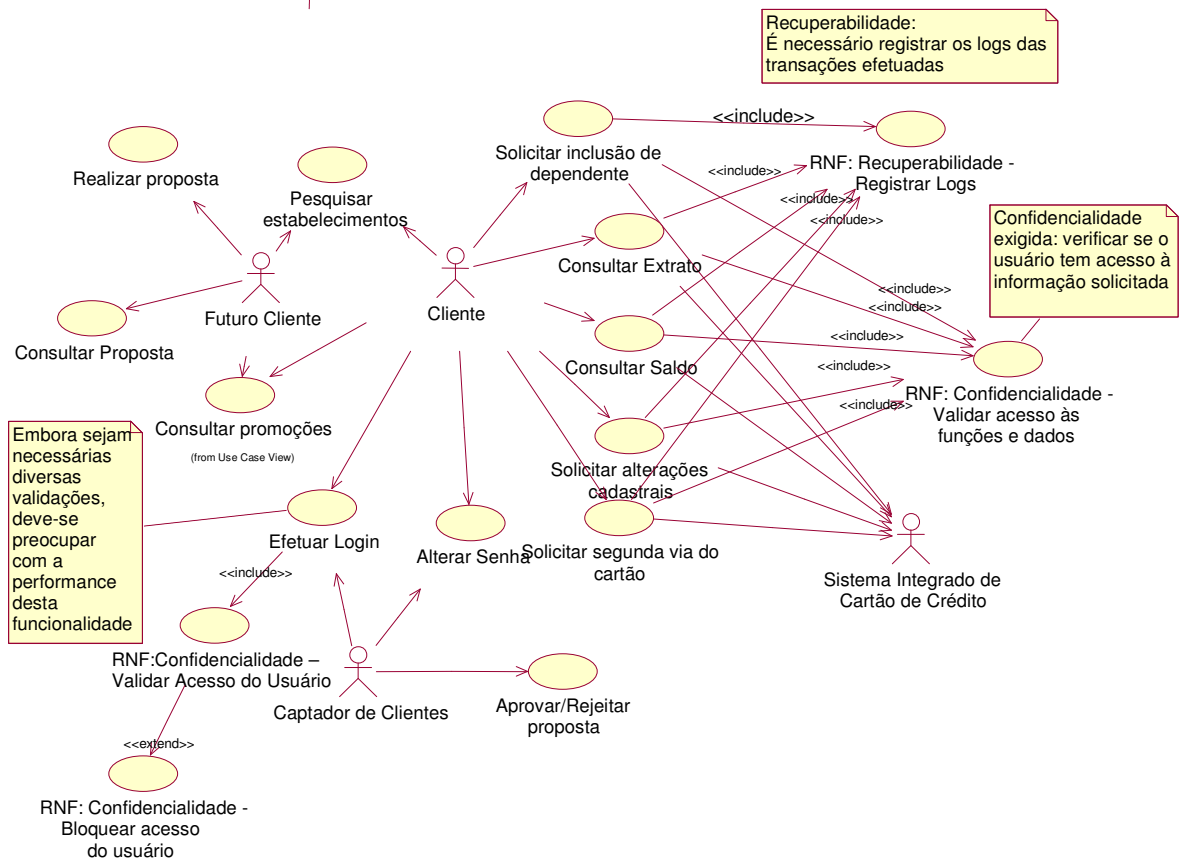 Recuperabilidade:
É necessário registrar os logs das
transações efetuadas
<<include>>
Realizar proposta
Solicitar inclusão de
dependente
RNF: Recuperabilidade -
Registrar Logs
<<include>>
<<include>>
<<include>>
Pesquisar
estabelecimentos
Confidencialidade
exigida: verificar se o
usuário tem acesso à
informação solicitada
Consultar Extrato
<<include>>
<<include>>
Futuro Cliente
Cliente
Consultar Proposta
<<include>>
Consultar Saldo
<<include>>
RNF: Confidencialidade -
Validar acesso às
funções e dados
<<include>>
Consultar promoções
(from Use Case View)
Embora sejam
necessárias
diversas
validações,
deve-se
preocupar
com a
performance
desta
funcionalidade
Solicitar alterações
cadastrais
Efetuar Login
Alterar Senha
Solicitar segunda via do
cartão
<<include>>
Sistema Integrado de
Cartão de Crédito
RNF:Confidencialidade –
Validar Acesso do Usuário
Captador de Clientes
Aprovar/Rejeitar
proposta
<<extend>>
RNF: Confidencialidade -
Bloquear acesso
do usuário